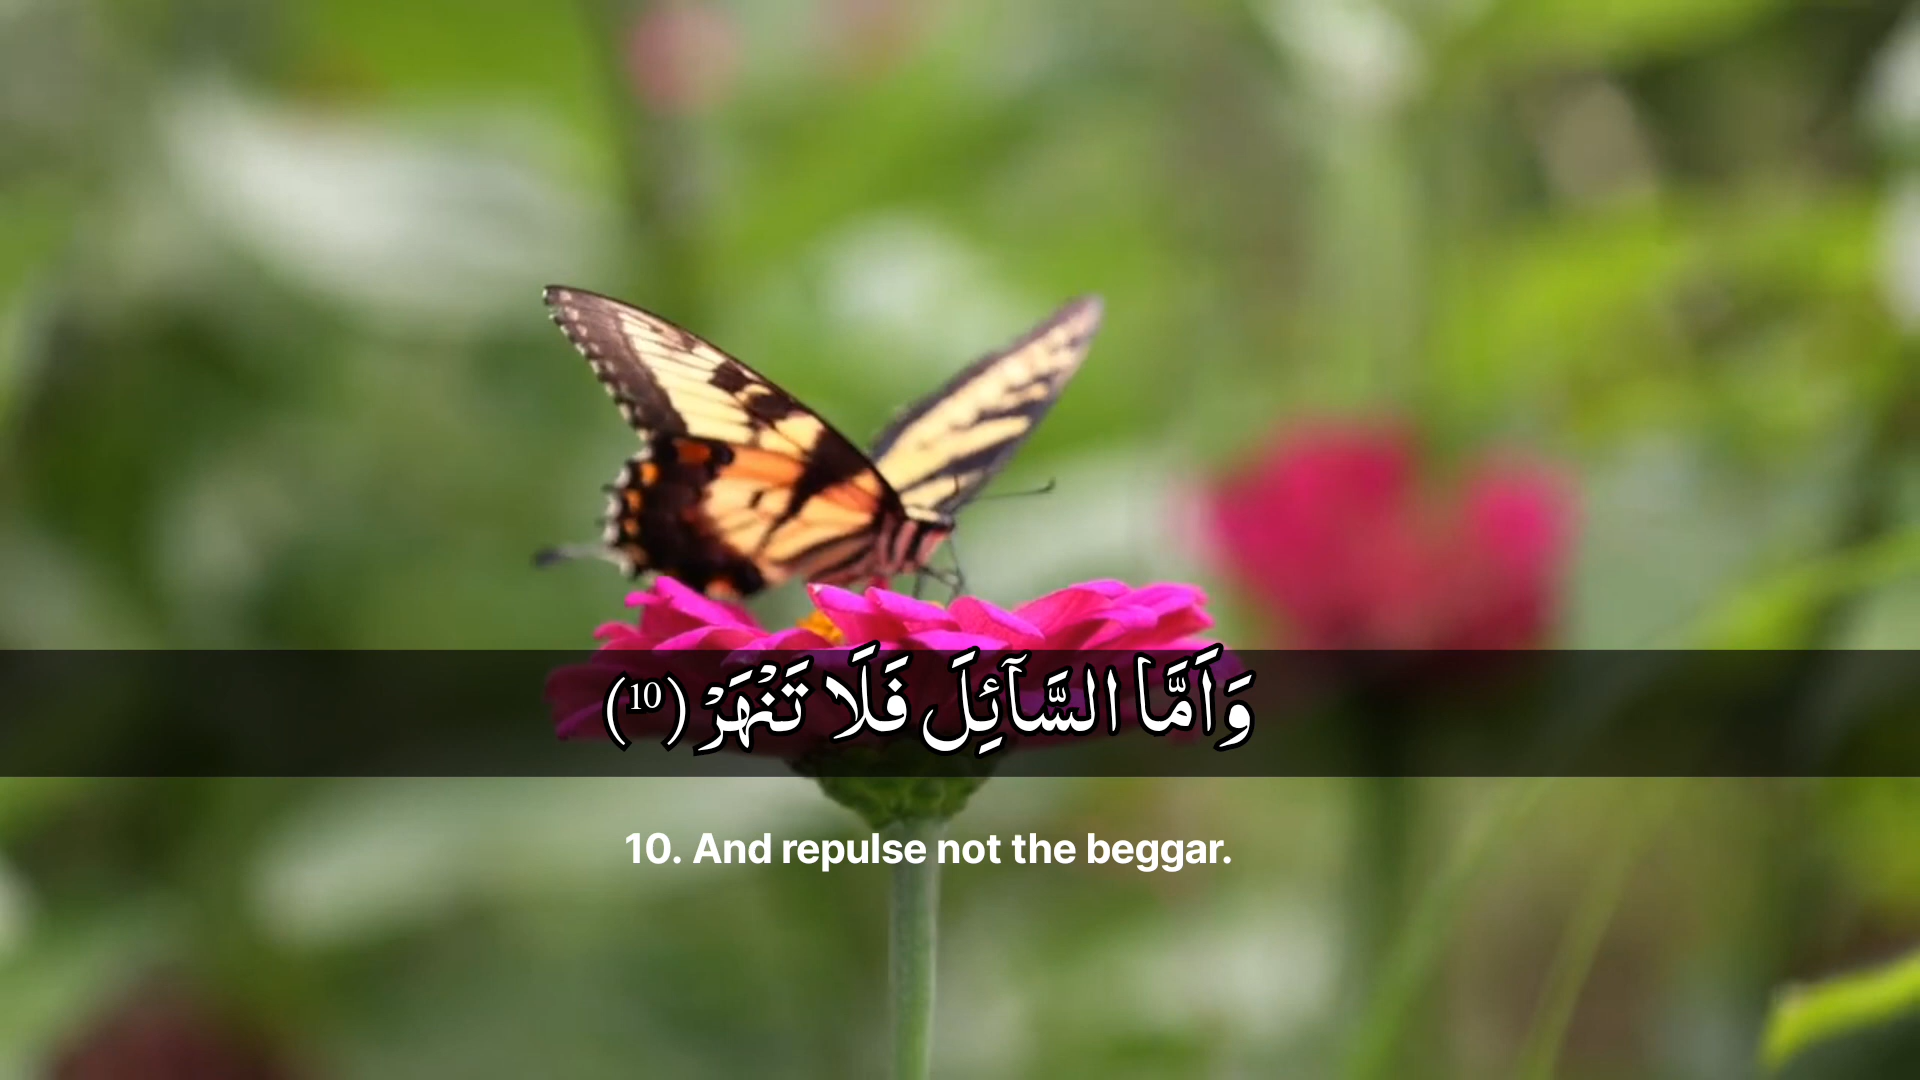 وَاَمَّا السَّآئِلَ فَلَا تَنْهَرْ (10)
10. And repulse not the beggar.